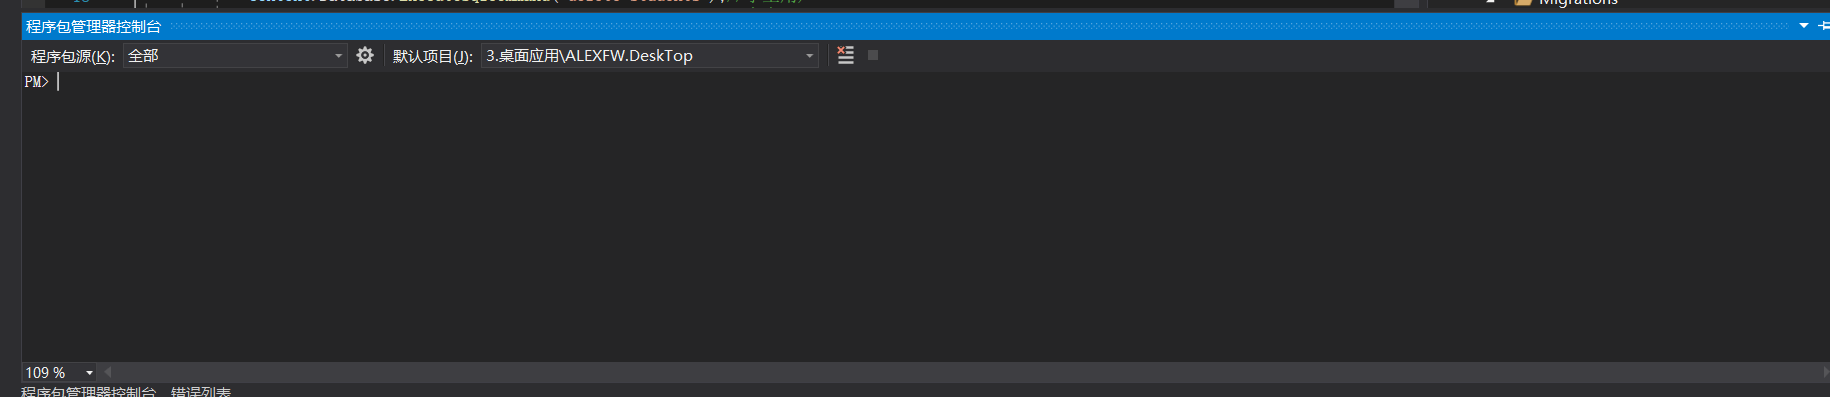 Migrations
程序包管理器控制台
程序包源(K): 全部 默认项目(J): 3.桌面应用\ALEXFW.DeskTop
PM>
109 %
程序包管理器控制台 错误列表